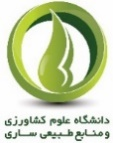 دانشگاه علوم کشاورزی
و منابع طبیعی ساری